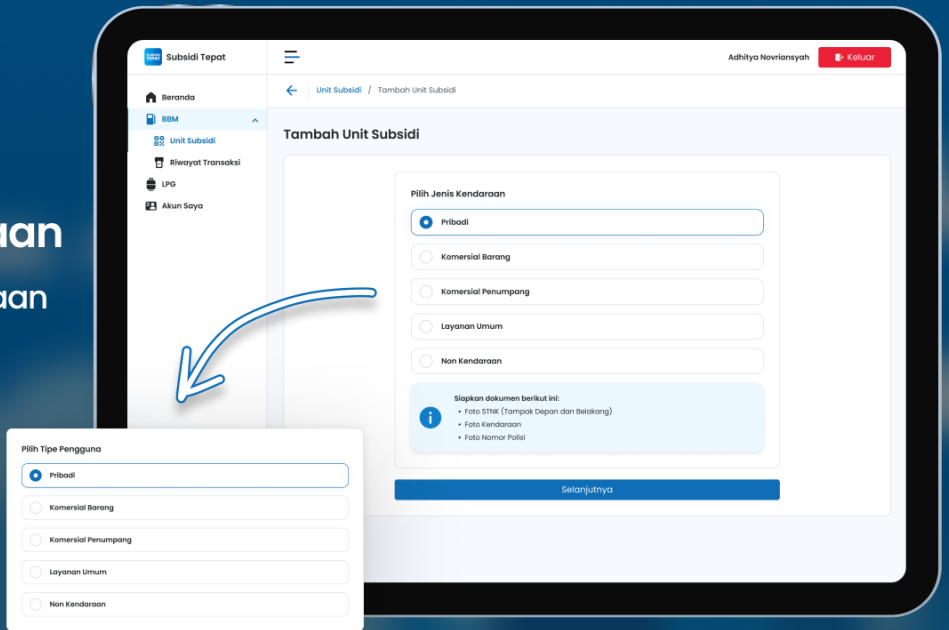 Subsidi Tepat
Adhitya Novriansyah
Keluar
Beranda
BBM
Unit Subsidi
Riwayat Transaksi
LPG
Akun Saya
Unit Subsidi / Tambah Unit Subsidi
Tambah Unit Subsidi
Pilih Jenis Kendaraan
Pribadi
Komersial Barang
Komersial Penumpang
Layanan Umum
Non Kendaraan
Siapkan dokumen berikut ini:
• Foto STNK (Tampak Depan dan Belakang)
• Foto Kendaraan
• Foto Nomor Polisi
Selanjutnya
Pilih Tipe Pengguna
Pribadi
Komersial Barang
Komersial Penumpang
Layanan Umum
Non Kendaraan